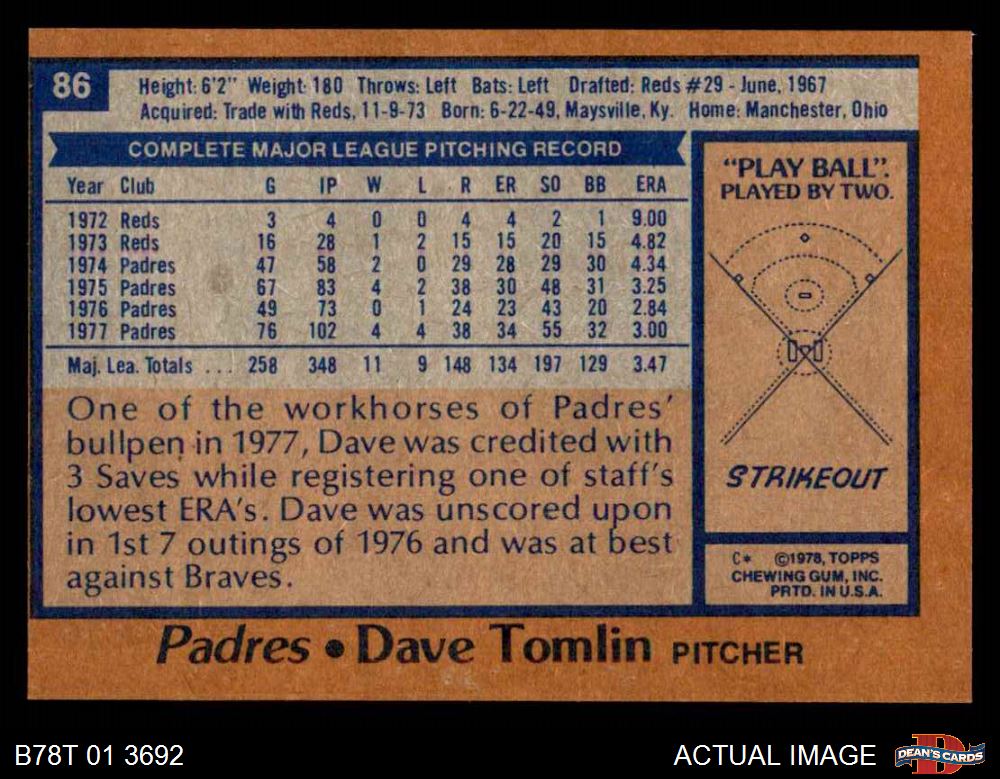 86
Height: 6'2" Weight: 180 Throws: Left Bats: Left Drafted: Reds #29 - June, 1967
Acquired: Trade with Reds, 11-9-73 Born: 6-22-49, Maysville, Ky. Home: Manchester, Ohio
COMPLETE MAJOR LEAGUE PITCHING RECORD
Year Club G IP W L R ER SO BB ERA
1972 Reds 3 4 0 0 4 4 2 1 9.00
1973 Reds 16 28 1 2 15 15 20 15 4.82
1974 Padres 47 58 2 0 29 28 29 30 4.34
1975 Padres 67 83 4 2 38 30 48 31 3.25
1976 Padres 49 73 0 1 24 23 43 20 2.84
1977 Padres 76 102 4 4 38 34 55 32 3.00
Maj. Lea. Totals ... 258 348 11 9 148 134 197 129 3.47
One of the workhorses of Padres'
bullpen in 1977, Dave was credited with
3 Saves while registering one of staff's
lowest ERA's. Dave was unscored upon
in 1st 7 outings of 1976 and was at best
against Braves.
"PLAY BALL".
PLAYED BY TWO.
STRIKEOUT
C* ©1978, TOPPS
CHEWING GUM, INC.
PRTD. IN U.S.A.
Padres • Dave Tomlin PITCHER
B78T 01 3692
ACTUAL IMAGE
D
DEAN'S CARDS